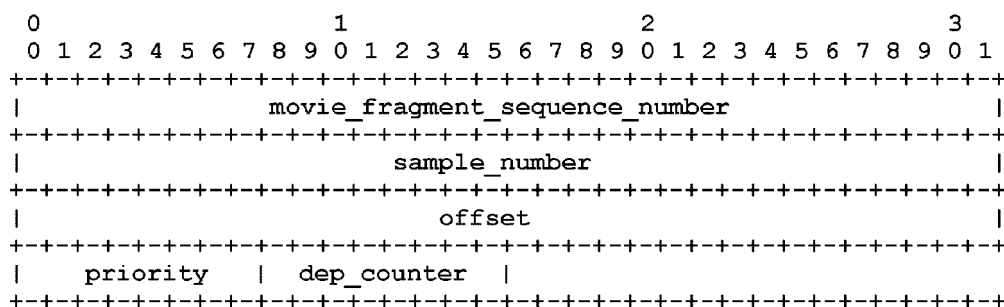 0                   1                   2                   3
0 1 2 3 4 5 6 7 8 9 0 1 2 3 4 5 6 7 8 9 0 1 2 3 4 5 6 7 8 9 0 1
+-+-+-+-+-+-+-+-+-+-+-+-+-+-+-+-+-+-+-+-+-+-+-+-+-+-+-+-+-+-+-+-+
| movie_fragment_sequence_number |
+-+-+-+-+-+-+-+-+-+-+-+-+-+-+-+-+-+-+-+-+-+-+-+-+-+-+-+-+-+-+-+-+
| sample_number |
+-+-+-+-+-+-+-+-+-+-+-+-+-+-+-+-+-+-+-+-+-+-+-+-+-+-+-+-+-+-+-+-+
| offset |
+-+-+-+-+-+-+-+-+-+-+-+-+-+-+-+-+-+-+-+-+-+-+-+-+-+-+-+-+-+-+-+-+
| priority | dep_counter |
+-+-+-+-+-+-+-+-+-+-+-+-+-+-+-+-+-+-+-+-+-+-+-+-+-+-+-+-+-+-+-+-+